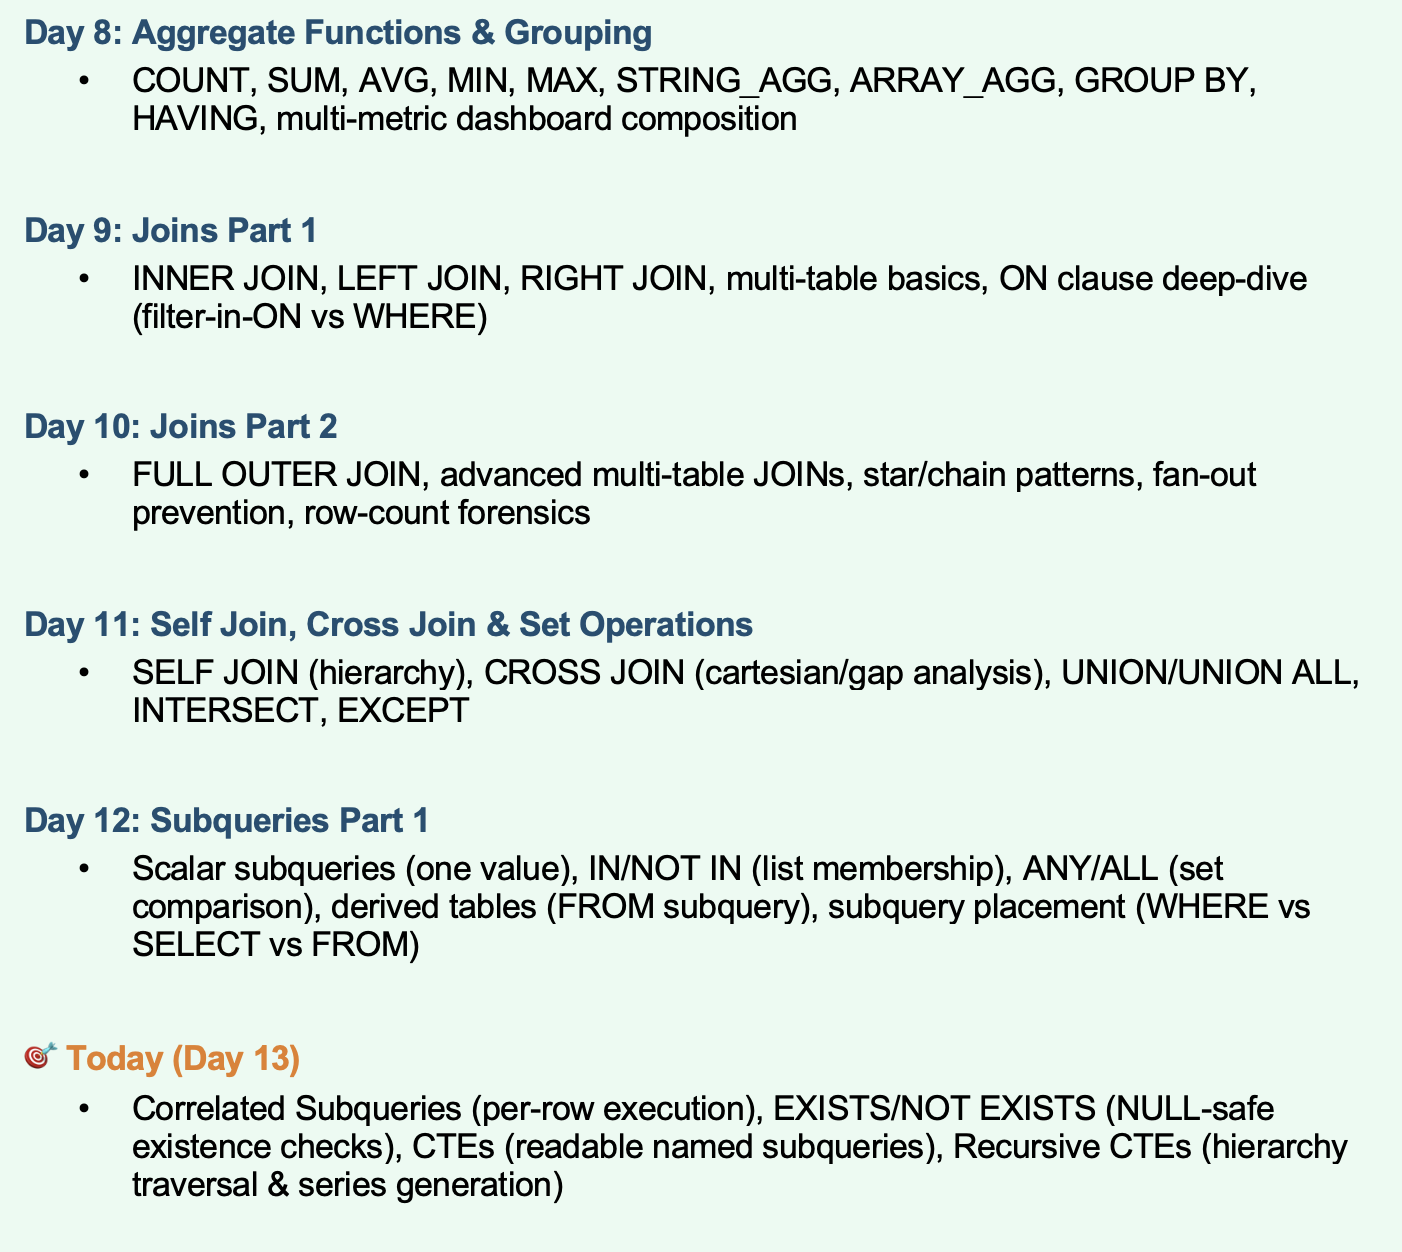 Day 8: Aggregate Functions & Grouping
• COUNT, SUM, AVG, MIN, MAX, STRING_AGG, ARRAY_AGG, GROUP BY,
HAVING, multi-metric dashboard composition
Day 9: Joins Part 1
• INNER JOIN, LEFT JOIN, RIGHT JOIN, multi-table basics, ON clause deep-dive
(filter-in-ON vs WHERE)
Day 10: Joins Part 2
• FULL OUTER JOIN, advanced multi-table JOINs, star/chain patterns, fan-out
prevention, row-count forensics
Day 11: Self Join, Cross Join & Set Operations
• SELF JOIN (hierarchy), CROSS JOIN (cartesian/gap analysis), UNION/UNION ALL,
INTERSECT, EXCEPT
Day 12: Subqueries Part 1
• Scalar subqueries (one value), IN/NOT IN (list membership), ANY/ALL (set
comparison), derived tables (FROM subquery), subquery placement (WHERE vs
SELECT vs FROM)
🎯 Today (Day 13)
• Correlated Subqueries (per-row execution), EXISTS/NOT EXISTS (NULL-safe
existence checks), CTEs (readable named subqueries), Recursive CTEs (hierarchy
traversal & series generation)